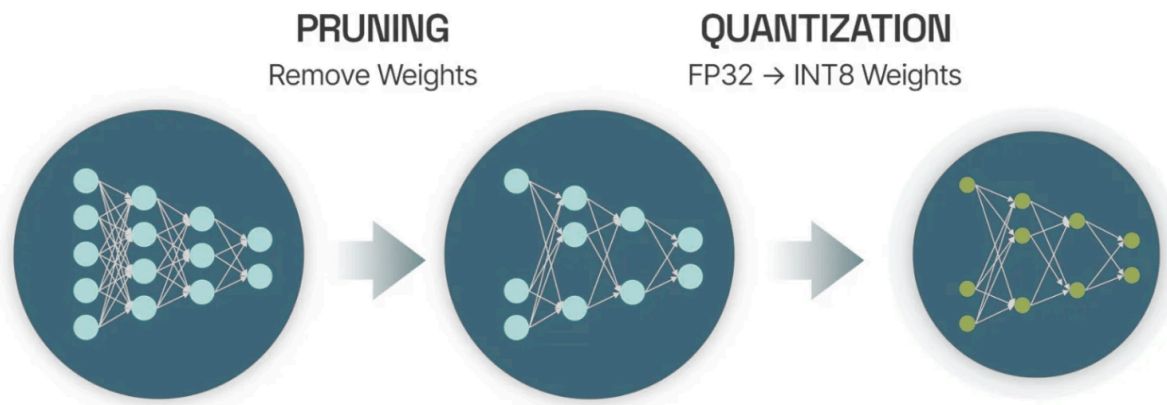 PRUNING
Remove Weights
QUANTIZATION
FP32 → INT8 Weights